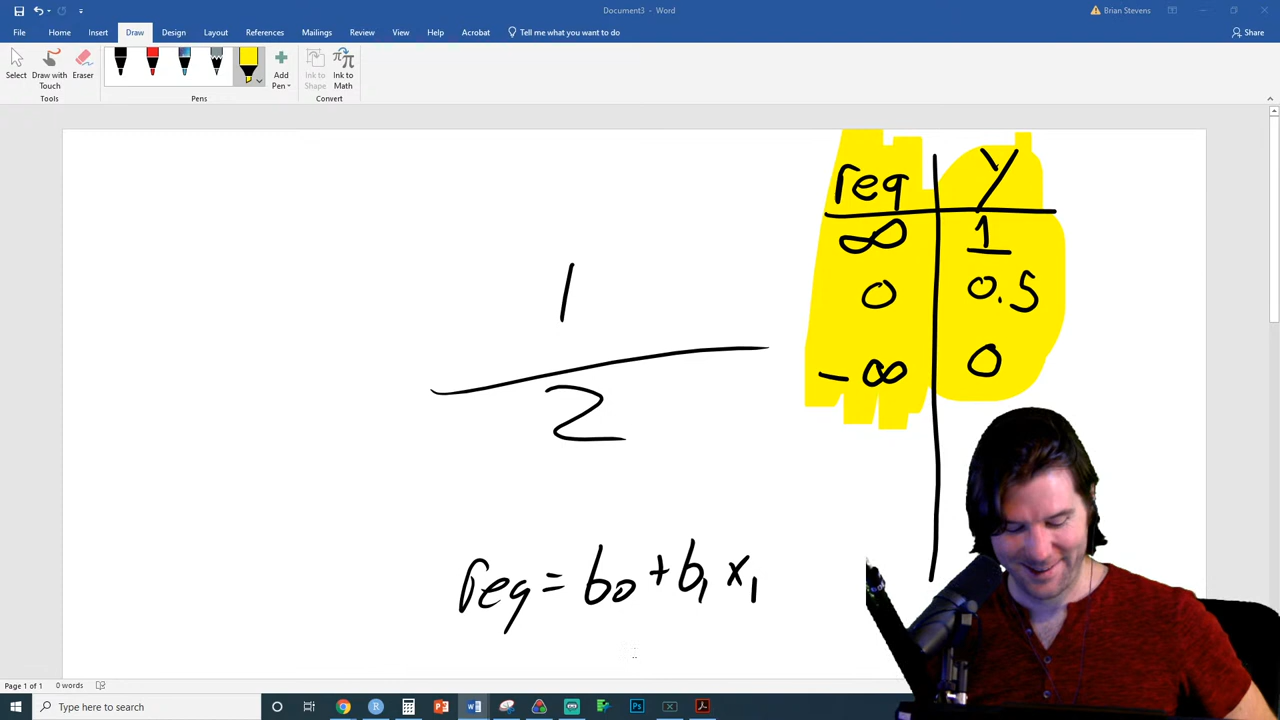 Document3 - Word
Brian Stevens
File Home Insert Draw Design Layout References Mailings Review View Help Acrobat Tell me what you want to do Share
Select
Draw with Touch
Eraser
Add Pen
Ink to Shape
Ink to Math
Tools Pens Convert
reg y
∞ 1
0 0.5
-∞ 0
1
2
reg = b0 + b1 x1
Page 1 of 1 0 words
Type here to search